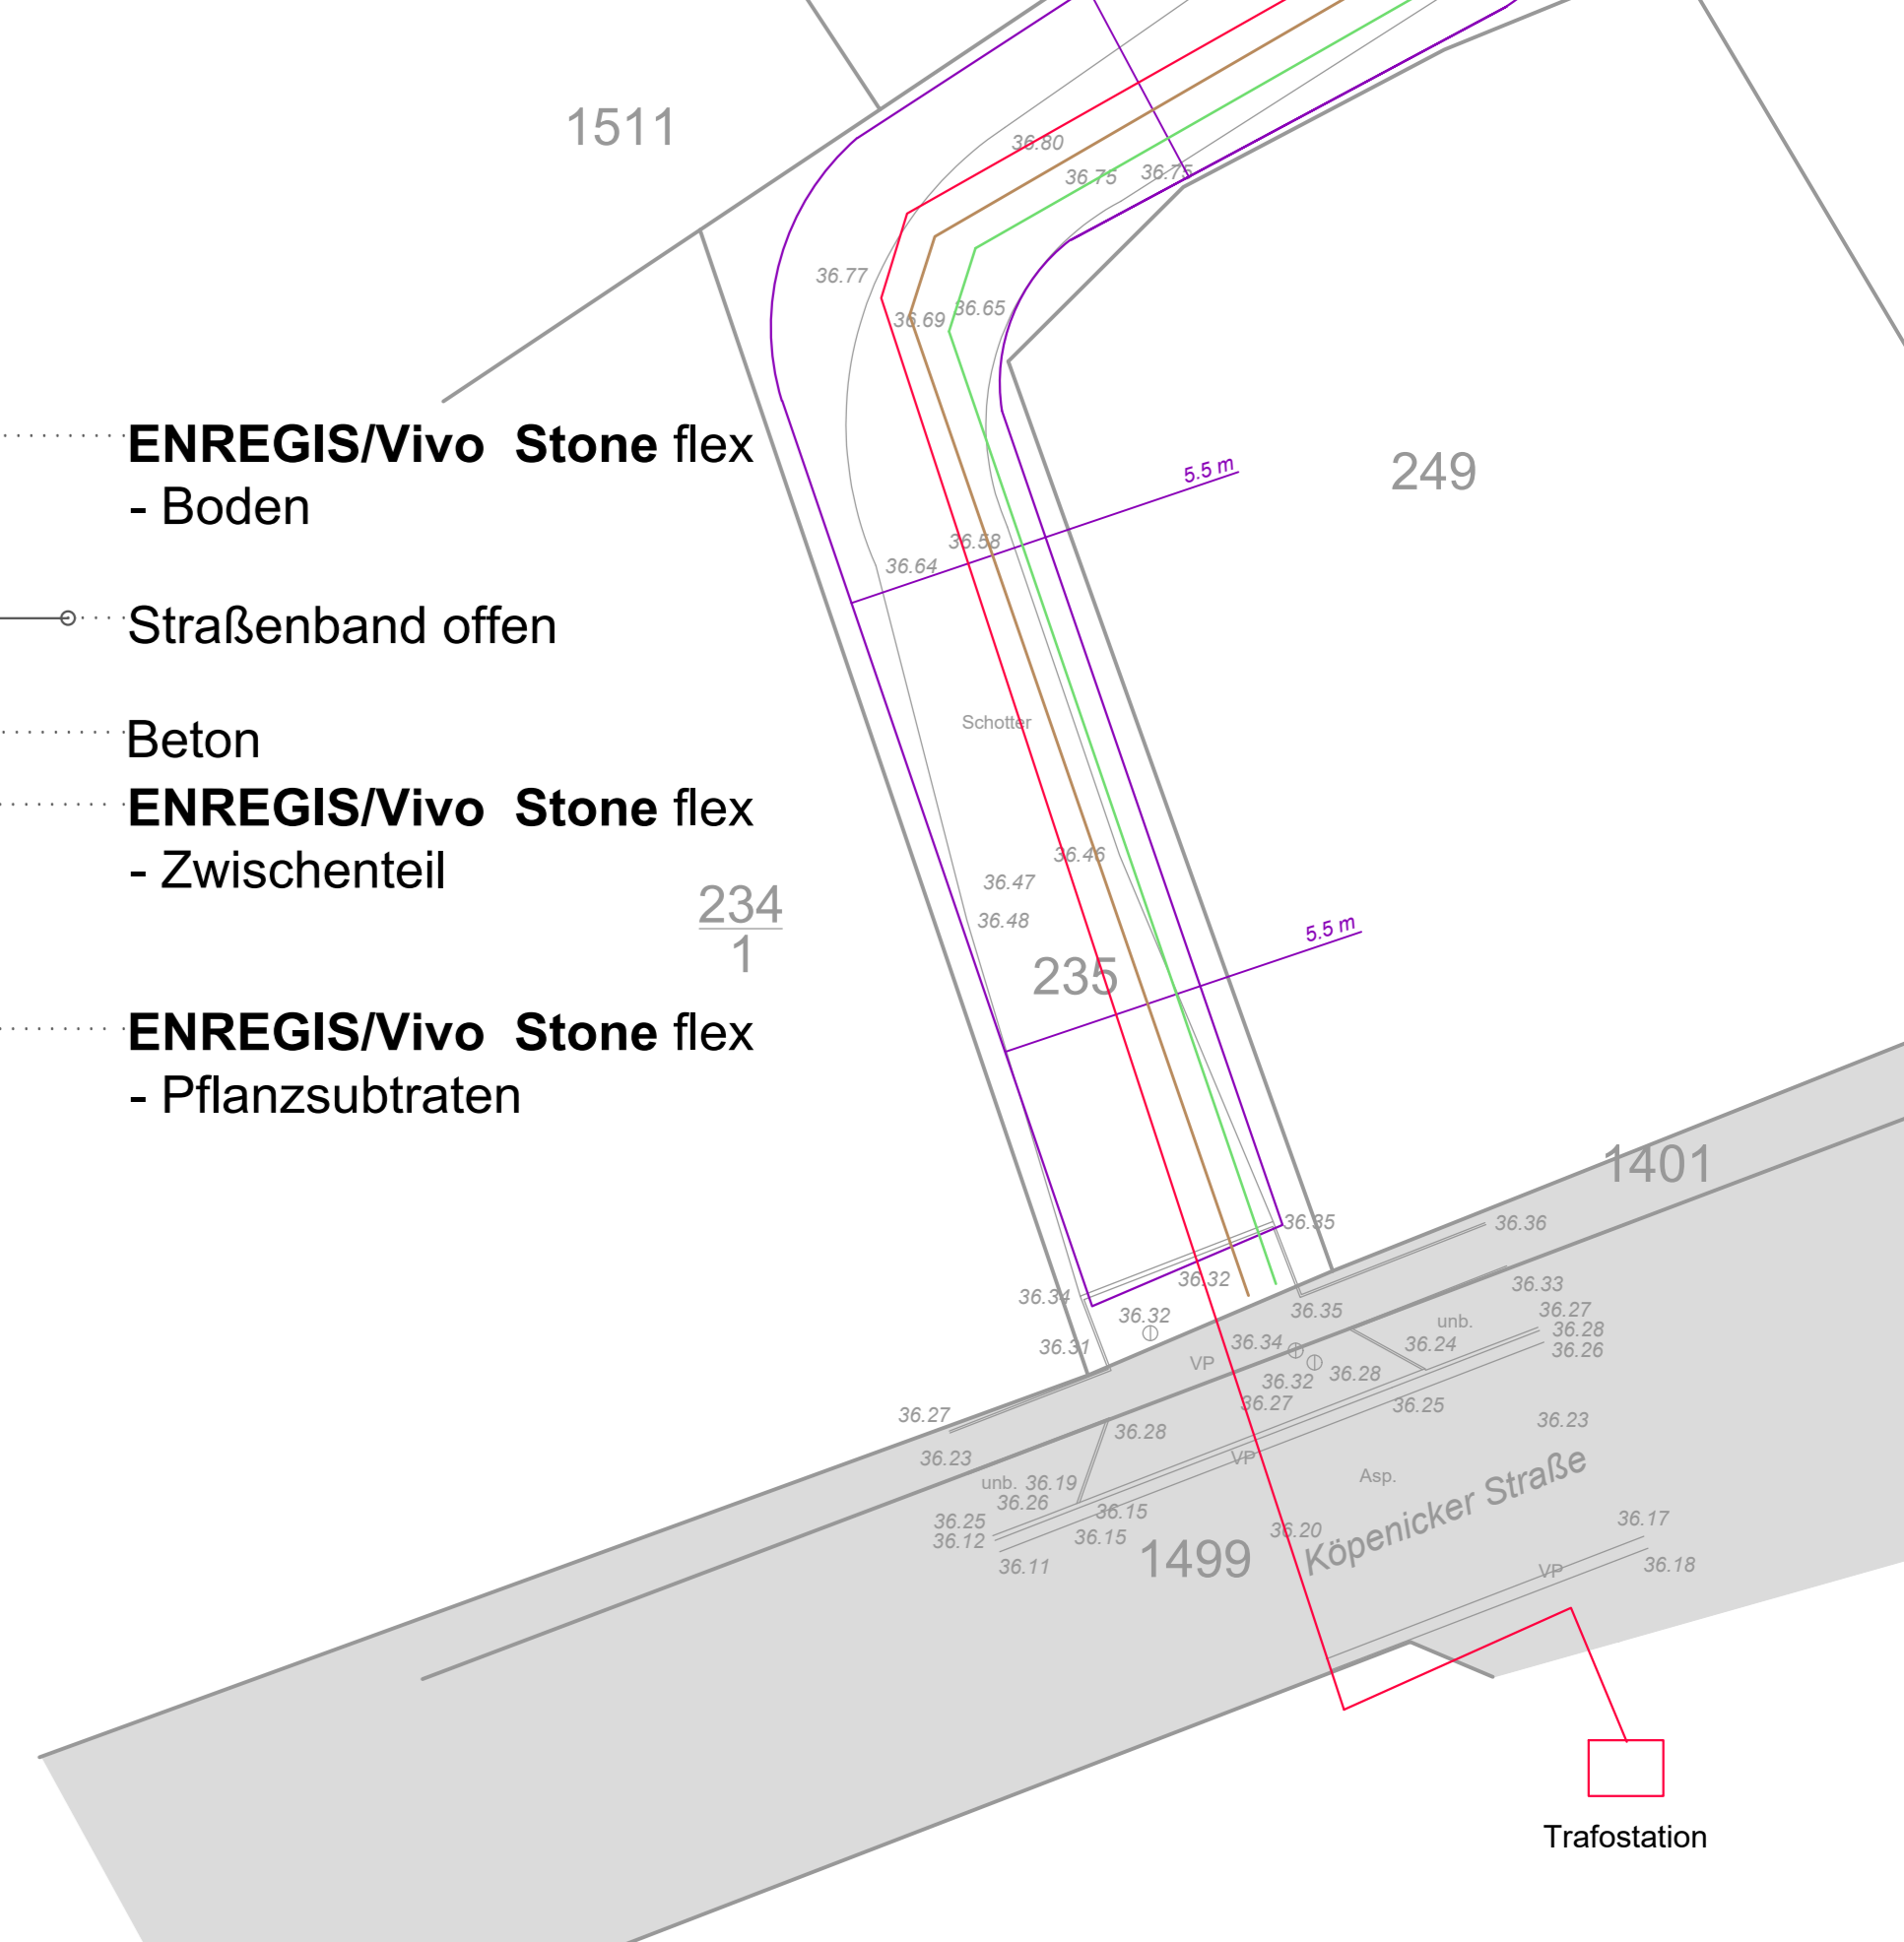 1511
36.80
36.75
36.75
36.77
36.65
36.69
ENREGIS/Vivo Stone flex
- Boden
5.5 m
249
36.58
36.64
Straßenband offen
Schotter
Beton
ENREGIS/Vivo Stone flex
- Zwischenteil
36.46
36.47
36.48
234
1
5.5 m
235
ENREGIS/Vivo Stone flex
- Pflanzsubtraten
1401
36.35
36.36
36.32
36.34
36.33
36.32
36.35
36.27
36.31
36.34
unb.
36.28
36.24
36.26
VP
36.32
36.28
36.27
36.25
36.27
36.23
36.28
36.23
VP
unb.
36.19
Asp.
36.26
36.15
36.25
36.12
36.15
36.20
Köpenicker Straße
36.17
36.11
1499
VP
36.18
Trafostation